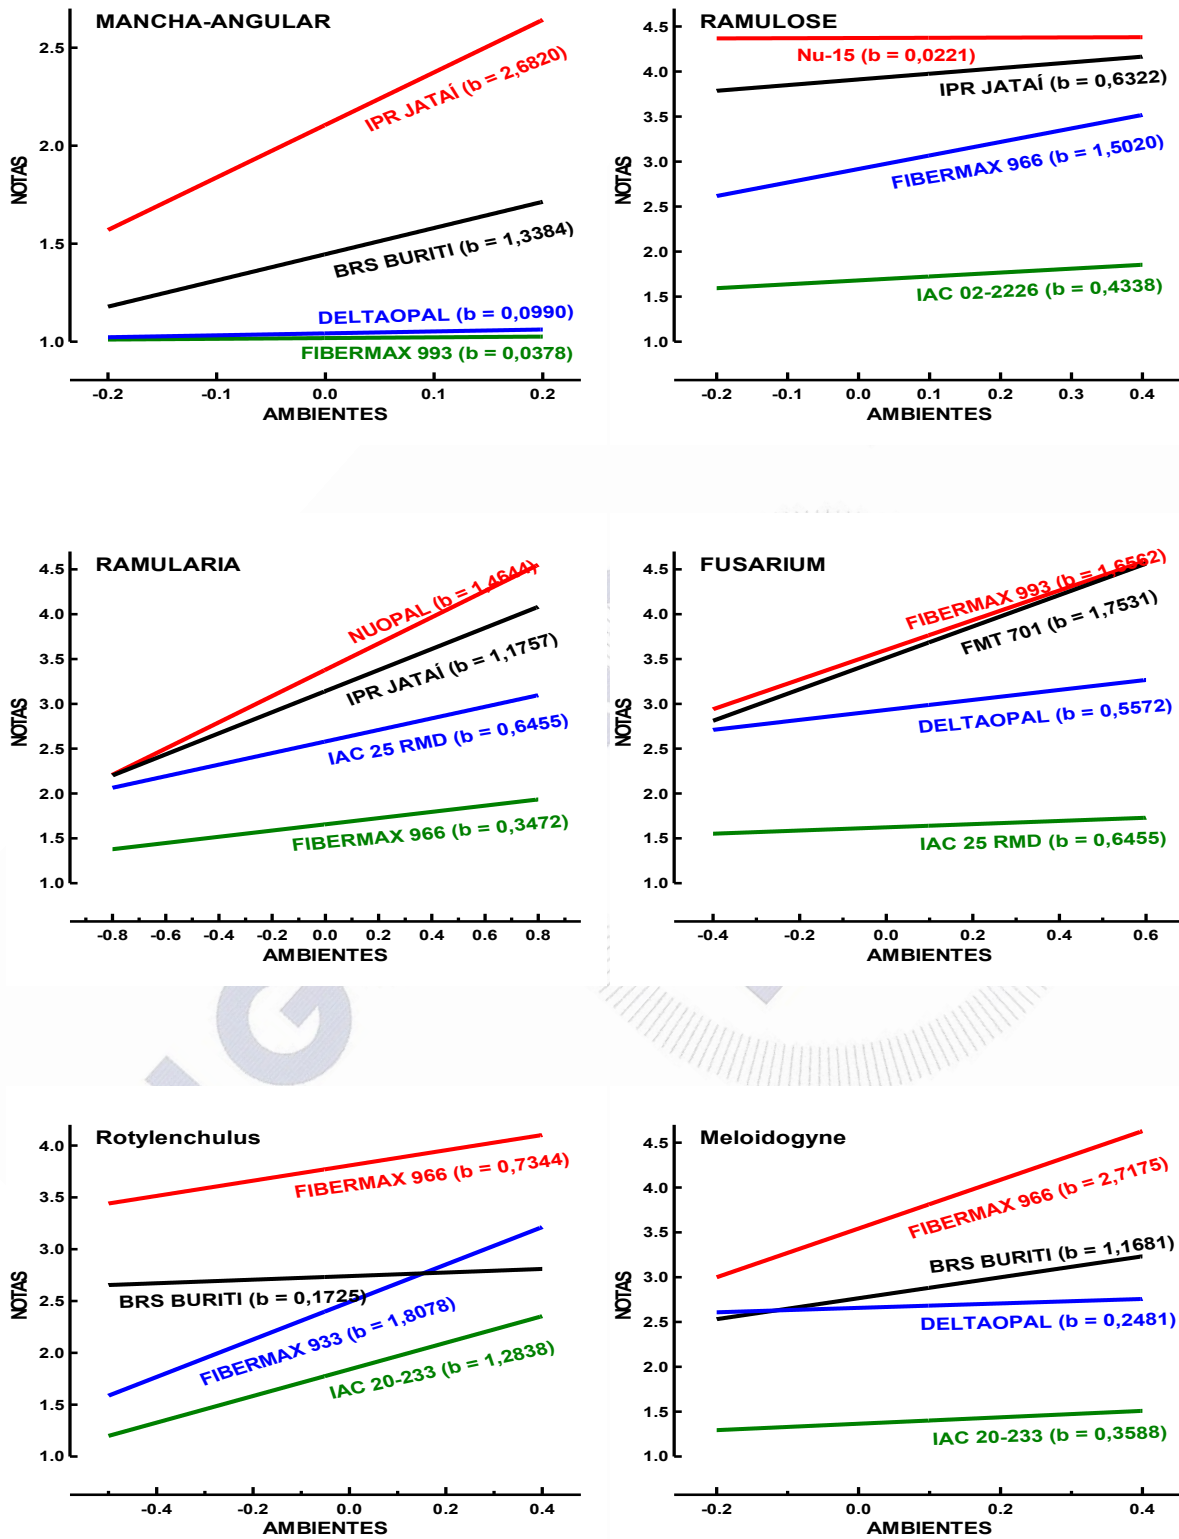 MANCHA-ANGULAR
2.5
2.0
1.5
1.0
NOTAS
IPR JATAÍ (b = 2,6820)
BRS BURITI (b = 1,3384)
DELTAOPAL (b = 0,0990)
FIBERMAX 993 (b = 0,0378)
-0.2 -0.1 0.0 0.1 0.2
AMBIENTES
RAMULOSE
4.5
4.0
3.5
3.0
2.5
2.0
1.5
1.0
NOTAS
Nu-15 (b = 0,0221)
IPR JATAÍ (b = 0,6322)
FIBERMAX 966 (b = 1,5020)
IAC 02-2226 (b = 0,4338)
-0.2 -0.1 0.0 0.1 0.2 0.3 0.4
AMBIENTES
RAMULARIA
4.5
4.0
3.5
3.0
2.5
2.0
1.5
1.0
NOTAS
NUOPAL (b = 1,4644)
IPR JATAÍ (b = 1,1757)
IAC 25 RMD (b = 0,6455)
FIBERMAX 966 (b = 0,3472)
-0.8 -0.6 -0.4 -0.2 0.0 0.2 0.4 0.6 0.8
AMBIENTES
FUSARIUM
4.5
4.0
3.5
3.0
2.5
2.0
1.5
1.0
NOTAS
FIBERMAX 993 (b = 1,6562)
FMT 701 (b = 1,7531)
DELTAOPAL (b = 0,5572)
IAC 25 RMD (b = 0,6455)
-0.4 -0.2 0.0 0.2 0.4 0.6
AMBIENTES
Rotylenchulus
4.0
3.5
3.0
2.5
2.0
1.5
1.0
NOTAS
FIBERMAX 966 (b = 0,7344)
BRS BURITI (b = 0,1725)
FIBERMAX 933 (b = 1,8078)
IAC 20-233 (b = 1,2838)
-0.4 -0.2 0.0 0.2 0.4
AMBIENTES
Meloidogyne
4.5
4.0
3.5
3.0
2.5
2.0
1.5
1.0
NOTAS
FIBERMAX 966 (b = 2,7175)
BRS BURITI (b = 1,1681)
DELTAOPAL (b = 0,2481)
IAC 20-233 (b = 0,3588)
-0.2 0.0 0.2 0.4
AMBIENTES